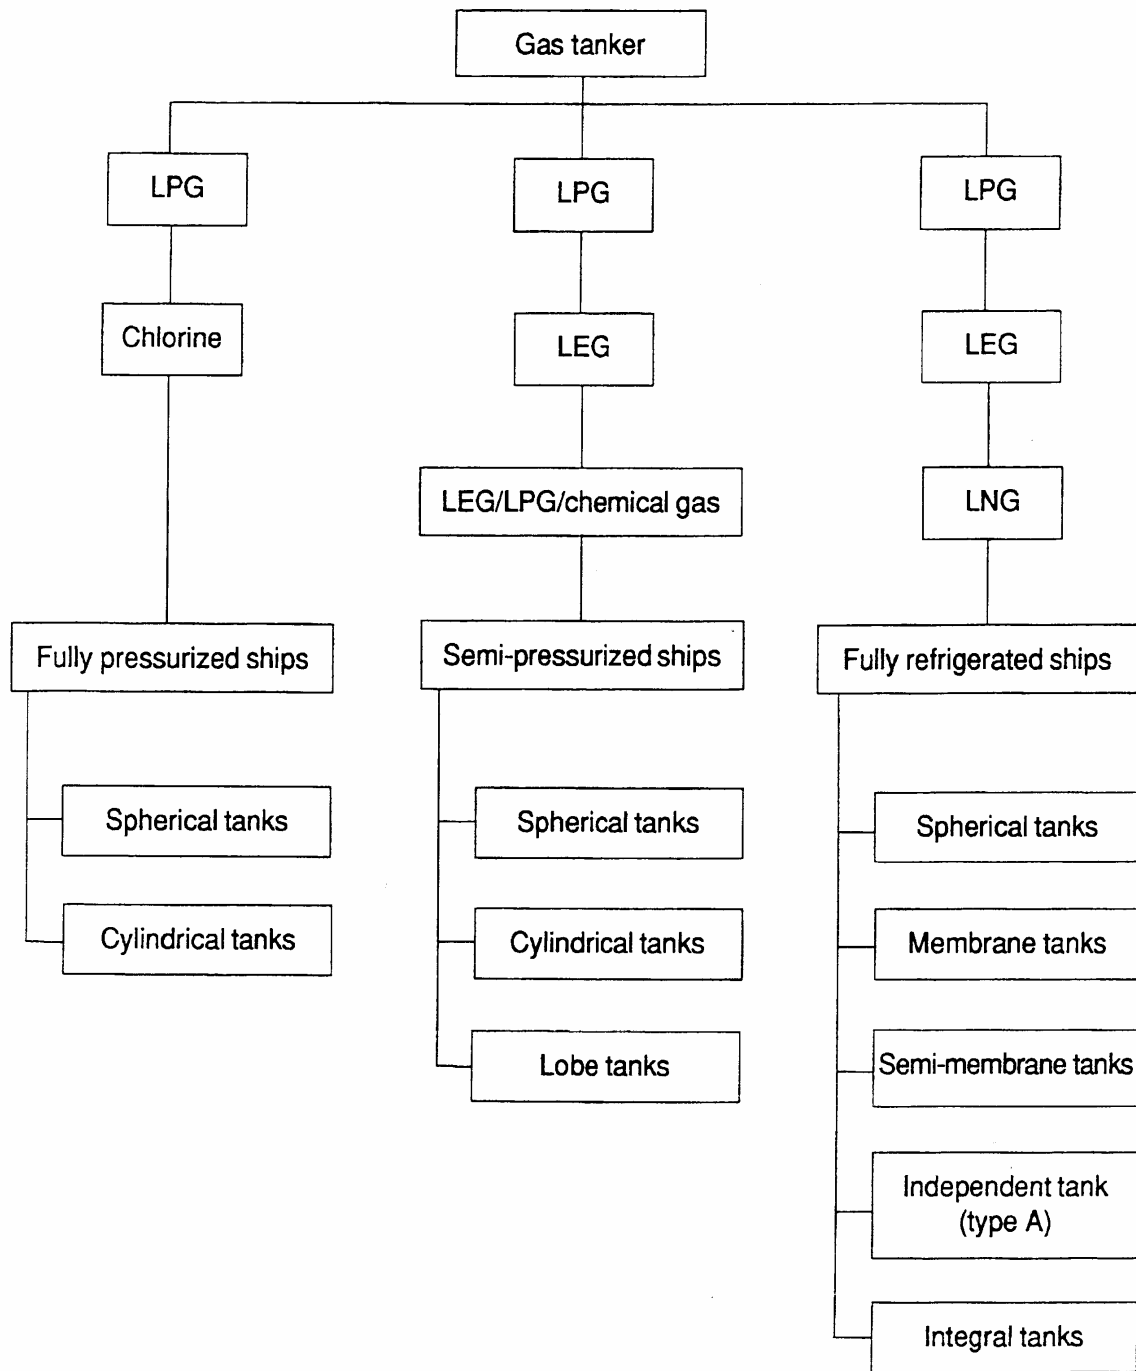 Gas tanker
LPG
LPG
LPG
Chlorine
LEG
LEG
LEG/LPG/chemical gas
LNG
Fully pressurized ships
Semi-pressurized ships
Fully refrigerated ships
Spherical tanks
Spherical tanks
Spherical tanks
Cylindrical tanks
Cylindrical tanks
Membrane tanks
Lobe tanks
Semi-membrane tanks
Independent tank
(type A)
Integral tanks